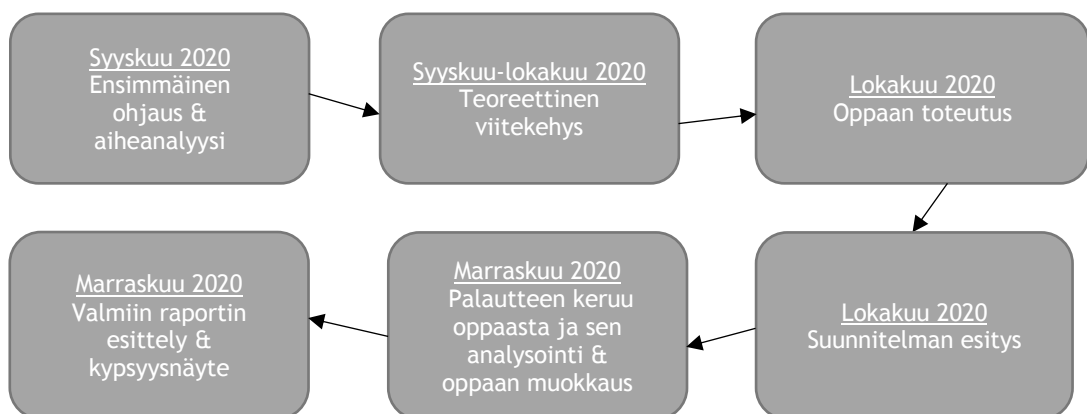 Syyskuu 2020
Ensimmäinen
ohjaus &
aiheanalyysi
Syyskuu-lokakuu 2020
Teoreettinen
viitekehys
Lokakuu 2020
Oppaan toteutus
Lokakuu 2020
Suunnitelman esitys
Marraskuu 2020
Palautteen keruu
oppaasta ja sen
analysointi &
oppaan muokkaus
Marraskuu 2020
Valmiin raportin
esittely &
kypsyysnäyte